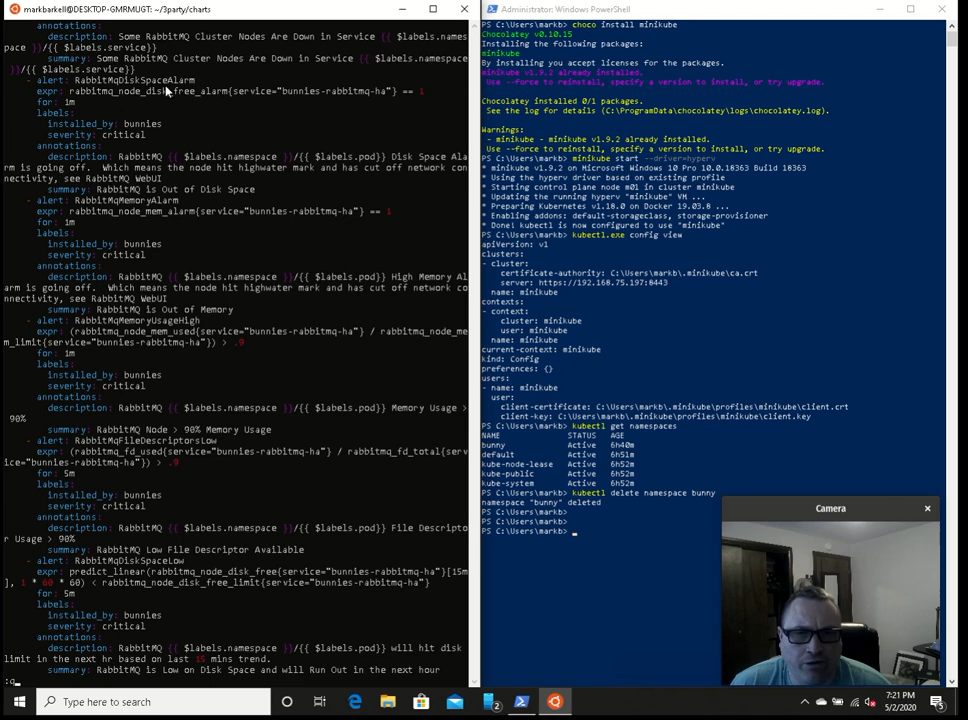 markbarkell@DESKTOP-GMRMUGT: ~/3party/charts
annotations:
description: Some RabbitMQ Cluster Nodes Are Down in Service {{ $labels.names
pace }}/{{ $labels.service}}
summary: Some RabbitMQ Cluster Nodes Are Down in Service {{ $labels.namespace
}}/{{ $labels.service}}
- alert: RabbitMqDiskSpaceAlarm
expr: rabbitmq_node_disk_free_alarm{service="bunnies-rabbitmq-ha"} == 1
for: 1m
labels:
installed_by: bunnies
severity: critical
annotations:
description: RabbitMQ {{ $labels.namespace }}/{{ $labels.pod}} Disk Space Ala
rm is going off.  Which means the node hit highwater mark and has cut off network co
nnectivity, see RabbitMQ WebUI
summary: RabbitMQ is Out of Disk Space
- alert: RabbitMqMemoryAlarm
expr: rabbitmq_node_mem_alarm{service="bunnies-rabbitmq-ha"} == 1
for: 1m
labels:
installed_by: bunnies
severity: critical
annotations:
description: RabbitMQ {{ $labels.namespace }}/{{ $labels.pod}} High Memory Al
arm is going off.  Which means the node hit highwater mark and has cut off network co
nnectivity, see RabbitMQ WebUI
summary: RabbitMQ is Out of Memory
- alert: RabbitMqMemoryUsageHigh
expr: (rabbitmq_node_mem_used{service="bunnies-rabbitmq-ha"} / rabbitmq_node_me
m_limit{service="bunnies-rabbitmq-ha"}) > .9
for: 1m
labels:
installed_by: bunnies
severity: critical
annotations:
description: RabbitMQ {{ $labels.namespace }}/{{ $labels.pod}} Memory Usage >
90%
summary: RabbitMQ Node > 90% Memory Usage
- alert: RabbitMqFileDescriptorsLow
expr: (rabbitmq_fd_used{service="bunnies-rabbitmq-ha"} / rabbitmq_fd_total{serv
ice="bunnies-rabbitmq-ha"}) > .9
for: 5m
labels:
installed_by: bunnies
severity: critical
annotations:
description: RabbitMQ {{ $labels.namespace }}/{{ $labels.pod}} File Descripto
r Usage > 90%
summary: RabbitMQ Low File Descriptor Available
- alert: RabbitMqDiskSpaceLow
expr: predict_linear(rabbitmq_node_disk_free{service="bunnies-rabbitmq-ha"}[15m
], 1 * 60 * 60) < rabbitmq_node_disk_free_limit{service="bunnies-rabbitmq-ha"}
for: 5m
labels:
installed_by: bunnies
severity: critical
annotations:
description: RabbitMQ {{ $labels.namespace }}/{{ $labels.pod}} will hit disk
limit in the next hr based on last 15 mins trend.
summary: RabbitMQ is Low on Disk Space and will Run Out in the next hour
:q
Administrator: Windows PowerShell
PS C:\Users\markb> choco install minikube
Chocolatey v0.10.15
Installing the following packages:
minikube
By installing you accept licenses for the packages.
minikube v1.9.2 already installed.
Use --force to reinstall, specify a version to install, or try upgrade.
Chocolatey installed 0/1 packages.
See the log for details (C:\ProgramData\chocolatey\logs\chocolatey.log).
Warnings:
- minikube - minikube v1.9.2 already installed.
Use --force to reinstall, specify a version to install, or try upgrade.
PS C:\Users\markb> minikube start --driver=hyperv
* minikube v1.9.2 on Microsoft Windows 10 Pro 10.0.18363 Build 18363
* Using the hyperv driver based on existing profile
* Starting control plane node m01 in cluster minikube
* Updating the running hyperv "minikube" VM ...
* Preparing Kubernetes v1.18.0 on Docker 19.03.8 ...
* Enabling addons: default-storageclass, storage-provisioner
* Done! kubectl is now configured to use "minikube"
PS C:\Users\markb> kubectl.exe config view
apiVersion: v1
clusters:
- cluster:
certificate-authority: C:\Users\markb\.minikube\ca.crt
server: https://192.168.75.197:8443
name: minikube
contexts:
- context:
cluster: minikube
user: minikube
name: minikube
current-context: minikube
kind: Config
preferences: {}
users:
- name: minikube
user:
client-certificate: C:\Users\markb\.minikube\profiles\minikube\client.crt
client-key: C:\Users\markb\.minikube\profiles\minikube\client.key
PS C:\Users\markb> kubectl get namespaces
NAME STATUS AGE
bunny Active 6h40m
default Active 6h51m
kube-node-lease Active 6h52m
kube-public Active 6h52m
kube-system Active 6h52m
PS C:\Users\markb> kubectl delete namespace bunny
namespace "bunny" deleted
PS C:\Users\markb>
PS C:\Users\markb>
PS C:\Users\markb> _
Camera
Type here to search
2
7:21 PM
5/2/2020
5